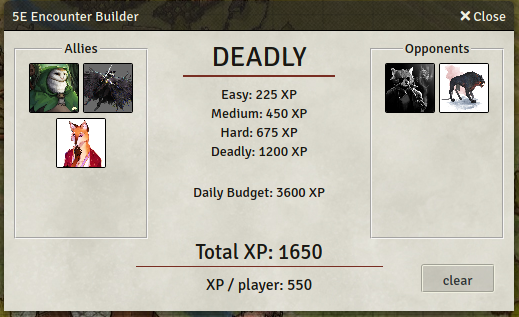 5E Encounter Builder
Close
Allies
DEADLY
Opponents
Easy: 225 XP
Medium: 450 XP
Hard: 675 XP
Deadly: 1200 XP
Daily Budget: 3600 XP
Total XP: 1650
XP / player: 550
clear